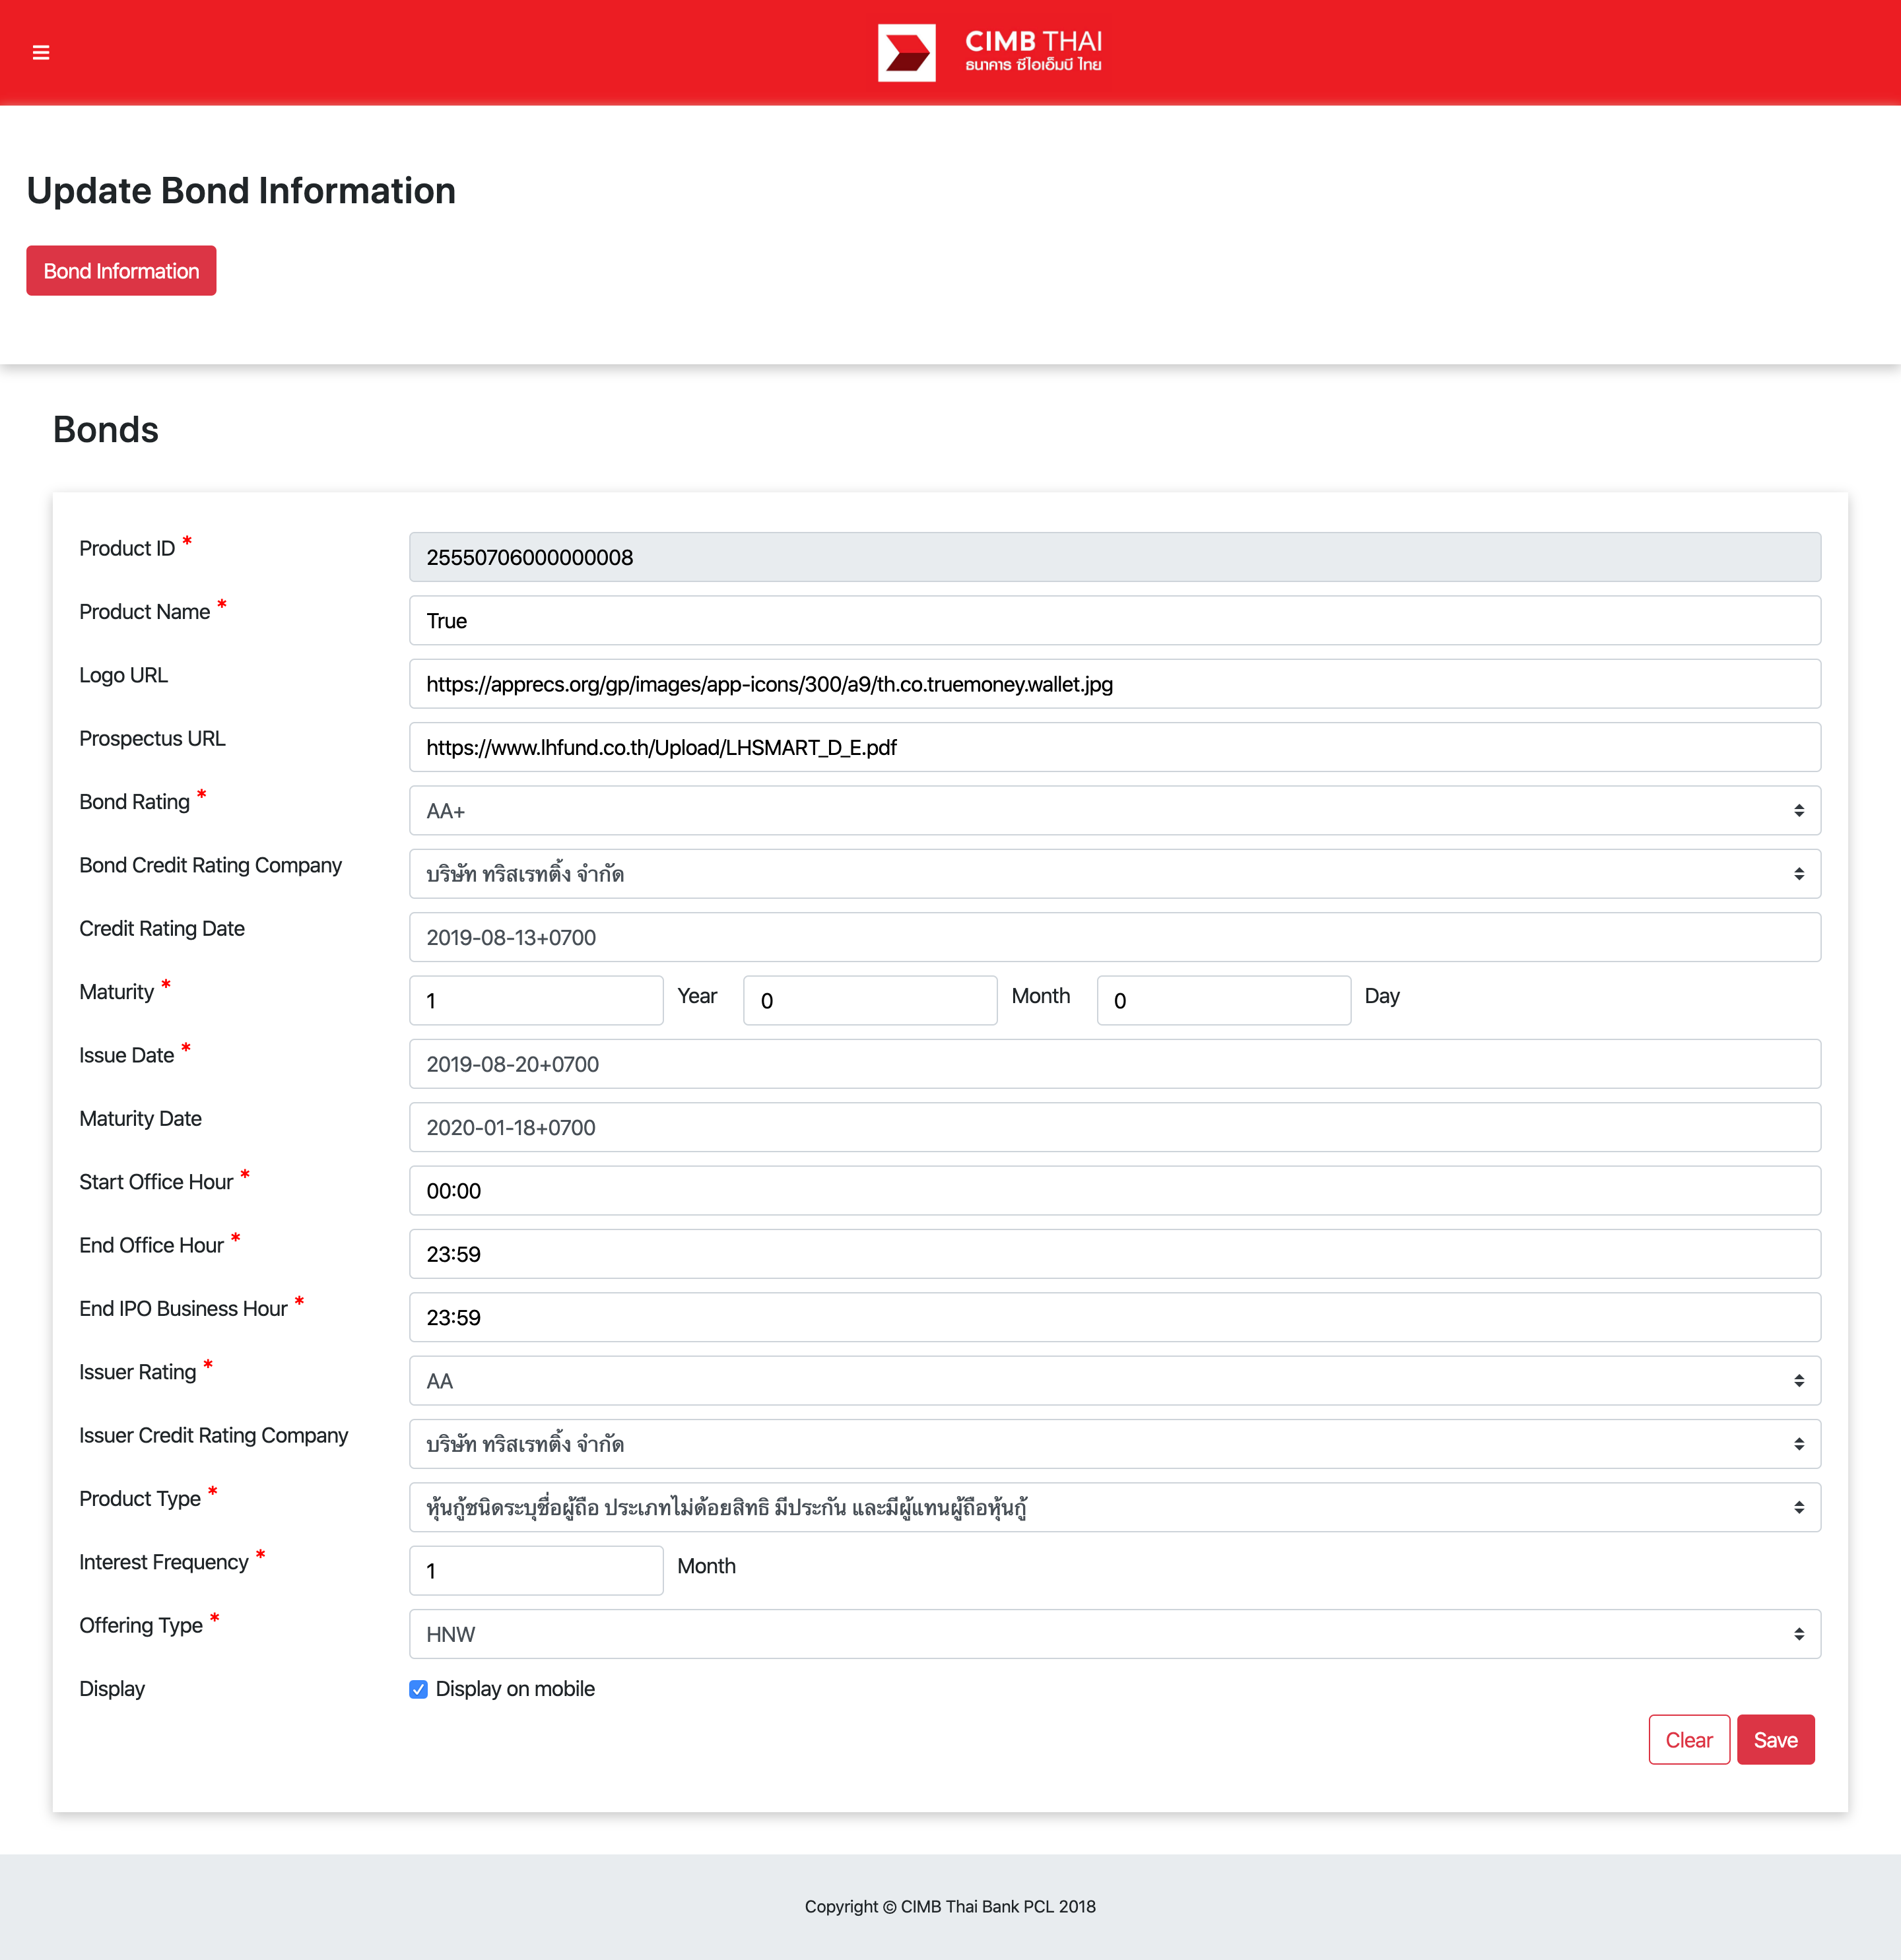 CIMB THAI
ธนาคาร ซีไอเอ็มบี ไทย
Update Bond Information
Bond Information
Bonds
Product ID * 25550706000000008
Product Name * True
Logo URL https://apprecs.org/gp/images/app-icons/300/a9/th.co.truemoney.wallet.jpg
Prospectus URL https://www.lhfund.co.th/Upload/LHSMART_D_E.pdf
Bond Rating * AA+
Bond Credit Rating Company บริษัท ทริสเรทติ้ง จำกัด
Credit Rating Date 2019-08-13+0700
Maturity * 1 Year 0 Month 0 Day
Issue Date * 2019-08-20+0700
Maturity Date 2020-01-18+0700
Start Office Hour * 00:00
End Office Hour * 23:59
End IPO Business Hour * 23:59
Issuer Rating * AA
Issuer Credit Rating Company บริษัท ทริสเรทติ้ง จำกัด
Product Type * หุ้นกู้ชนิดระบุชื่อผู้ถือ ประเภทไม่ด้อยสิทธิ มีประกัน และมีผู้แทนผู้ถือหุ้นกู้
Interest Frequency * 1 Month
Offering Type * HNW
Display Display on mobile
Clear Save
Copyright © CIMB Thai Bank PCL 2018